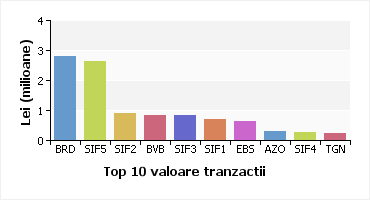 4
3
2
1
0
Lei (milioane)
BRD SIF5 SIF2 BVB SIF3 SIF1 EBS AZO SIF4 TGN
Top 10 valoare tranzactii